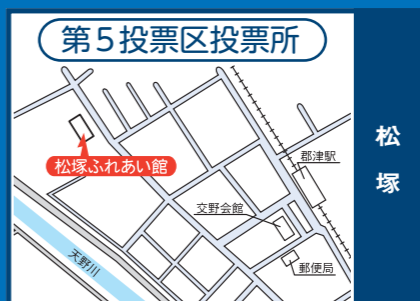 第５投票区投票所
松塚
松塚ふれあい館
郡津駅
交野会館
郵便局
天野川